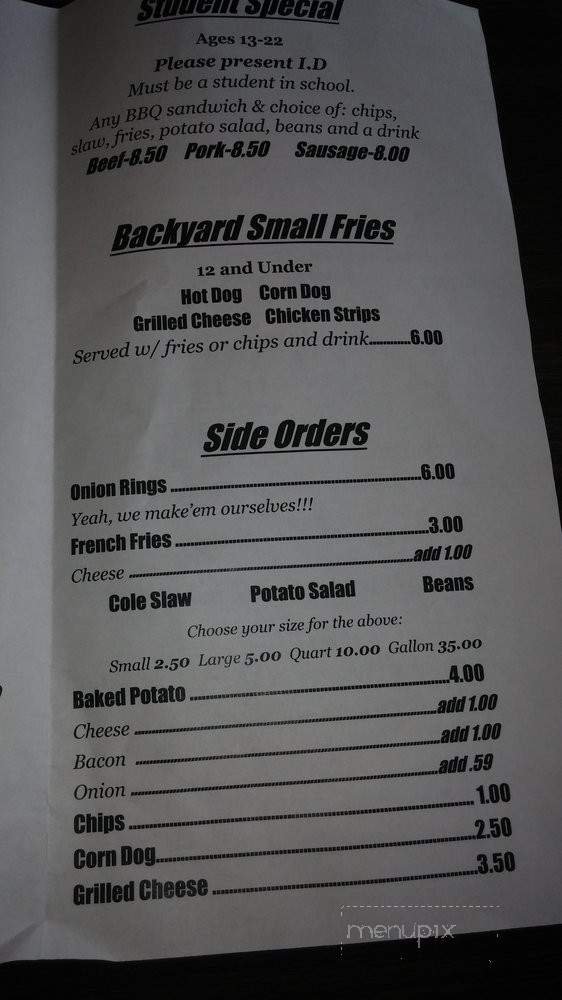 Student Special
Ages 13-22
Please present I.D
Must be a student in school.
Any BBQ sandwich & choice of: chips,
slaw, fries, potato salad, beans and a drink
Beef-8.50 Pork-8.50 Sausage-8.00
Backyard Small Fries
12 and Under
Hot Dog Corn Dog
Grilled Cheese Chicken Strips
Served w/ fries or chips and drink...........6.00
Side Orders
Onion Rings ..........6.00
Yeah, we make'em ourselves!!!
French Fries ..........3.00
Cheese ..........add 1.00
Cole Slaw Potato Salad Beans
Choose your size for the above:
Small 2.50 Large 5.00 Quart 10.00 Gallon 35.00
Baked Potato ..........4.00
Cheese ..........add 1.00
Bacon ..........add 1.00
Onion ..........add .59
Chips .......... 1.00
Corn Dog..........2.50
Grilled Cheese ..........3.50
menupix